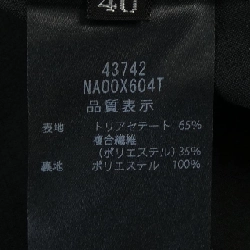 40
43742
NA00X604T
品質表示
表地 トリアセテート 65%
複合繊維
(ポリエステル) 35%
裏地 ポリエステル 100%